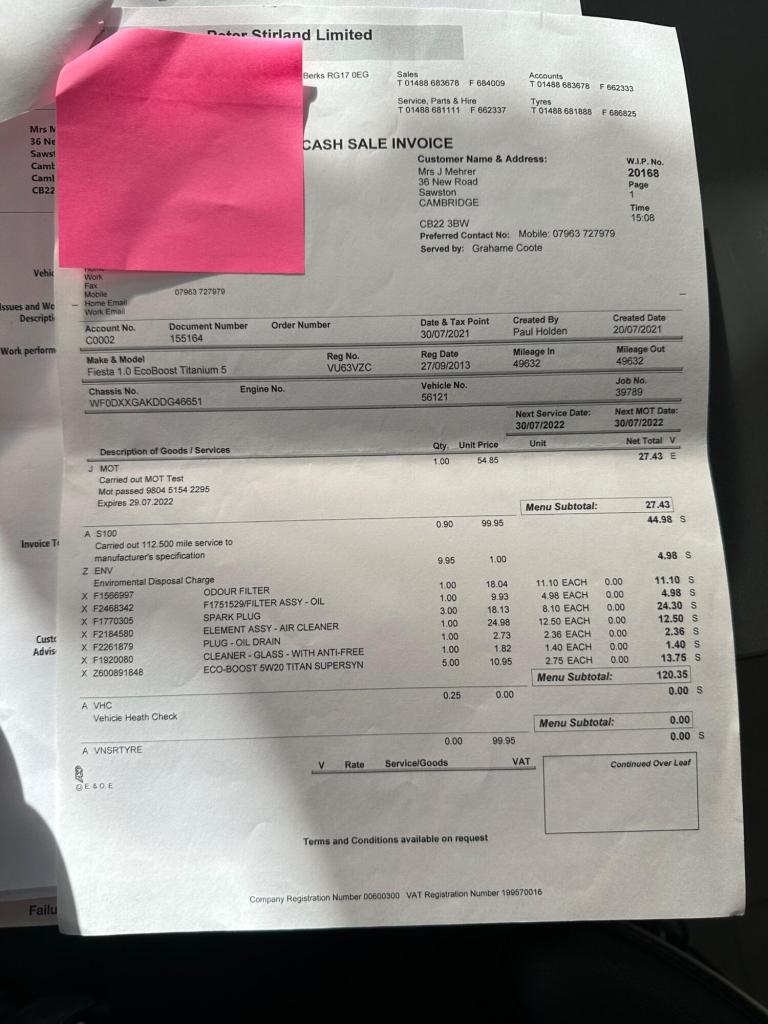 Peter Stirland Limited
Berks RG17 0EG
Sales
T 01488 683678 F 684009
Accounts
T 01488 683678 F 662333
Service, Parts & Hire
T 01488 681111 F 662337
Tyres
T 01488 681888 F 686825
CASH SALE INVOICE
Customer Name & Address:
Mrs J Mehrer
36 New Road
Sawston
CAMBRIDGE
CB22 3BW
Preferred Contact No: Mobile: 07963 727979
Served by: Grahame Coote
W.I.P. No.
20168
Page
1
Time
15:08
Mrs M
36 Ne
Sawst
Camb
Caml
CB22
Vehic
Issues and Wo
Descripti
Work perform
Invoice T
Custo
Advis
Failu
Home
Work
Fax
Mobile 07963 727979
Home Email
Work Email
Account No. Document Number Order Number Date & Tax Point Created By Created Date
C0002 155164 30/07/2021 Paul Holden 20/07/2021
Make & Model Reg No. Reg Date Mileage In Mileage Out
Fiesta 1.0 EcoBoost Titanium 5 VU63VZC 27/09/2013 49632 49632
Chassis No. Engine No. Vehicle No. Job No.
WF0DXXGAKDDG46651 56121 39789
Next Service Date: Next MOT Date:
30/07/2022 30/07/2022
Description of Goods / Services Qty. Unit Price Unit Net Total V
J MOT 1.00 54.85 27.43 E
Carried out MOT Test
Mot passed 9804 5154 2295
Expires 29.07.2022
Menu Subtotal: 27.43
A S100 0.90 99.95 44.98 S
Carried out 112.500 mile service to
manufacturer's specification
Z ENV 9.95 1.00 4.98 S
Enviromental Disposal Charge
X F1566997 ODOUR FILTER 1.00 18.04 11.10 EACH 0.00 11.10 S
X F2468342 F1751529/FILTER ASSY - OIL 1.00 9.93 4.98 EACH 0.00 4.98 S
X F1770305 SPARK PLUG 3.00 18.13 8.10 EACH 0.00 24.30 S
X F2184580 ELEMENT ASSY - AIR CLEANER 1.00 24.98 12.50 EACH 0.00 12.50 S
X F2261879 PLUG - OIL DRAIN 1.00 2.73 2.36 EACH 0.00 2.36 S
X F1920080 CLEANER - GLASS - WITH ANTI-FREE 1.00 1.82 1.40 EACH 0.00 1.40 S
X Z600891848 ECO-BOOST 5W20 TITAN SUPERSYN 5.00 10.95 2.75 EACH 0.00 13.75 S
Menu Subtotal: 120.35
A VHC 0.25 0.00 0.00 S
Vehicle Heath Check
Menu Subtotal: 0.00
A VNSRTYRE 0.00 99.95 0.00 S
E & O.E
V Rate Service/Goods VAT
Continued Over Leaf
Terms and Conditions available on request
Company Registration Number 00600300 VAT Registration Number 199570016